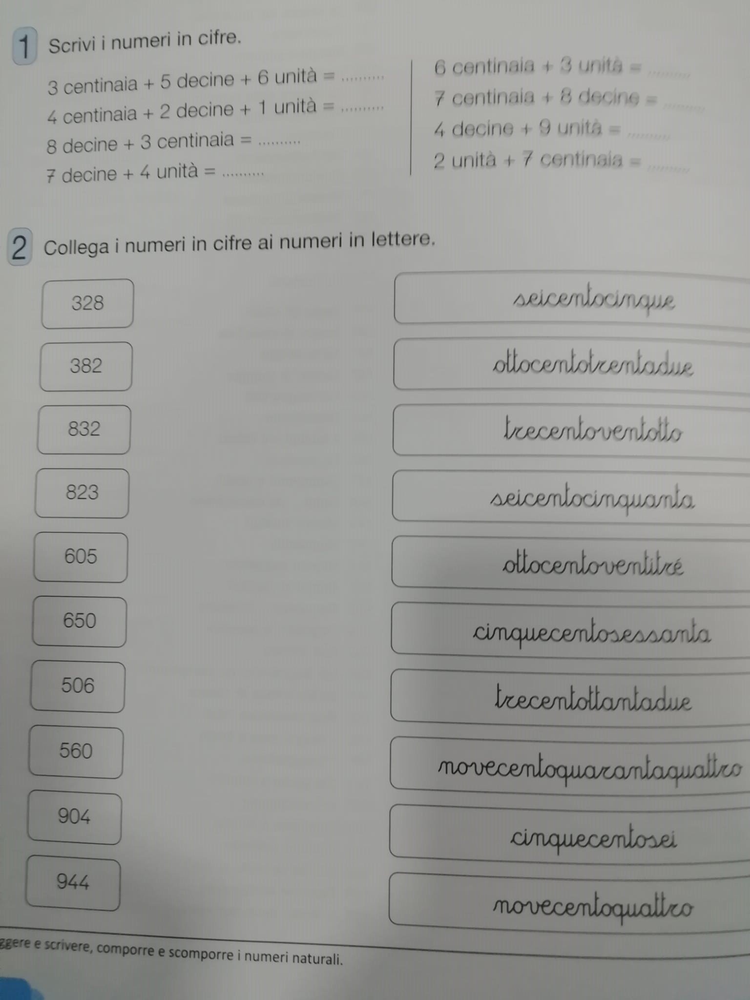 1 Scrivi i numeri in cifre.
3 centinaia + 5 decine + 6 unità = ..........
4 centinaia + 2 decine + 1 unità = ..........
8 decine + 3 centinaia = ..........
7 decine + 4 unità = ..........
6 centinaia + 3 unità = ..........
7 centinaia + 8 decine = ..........
4 decine + 9 unità = ..........
2 unità + 7 centinaia = ..........
2 Collega i numeri in cifre ai numeri in lettere.
328
382
832
823
605
650
506
560
904
944
seicentocinque
ottocentotrentadue
trecentoventotto
seicentocinquanta
ottocentoventitré
cinquecentosessanta
trecentottantadue
novecentoquarantaquattro
cinquecentosei
novecentoquattro
ggere e scrivere, comporre e scomporre i numeri naturali.